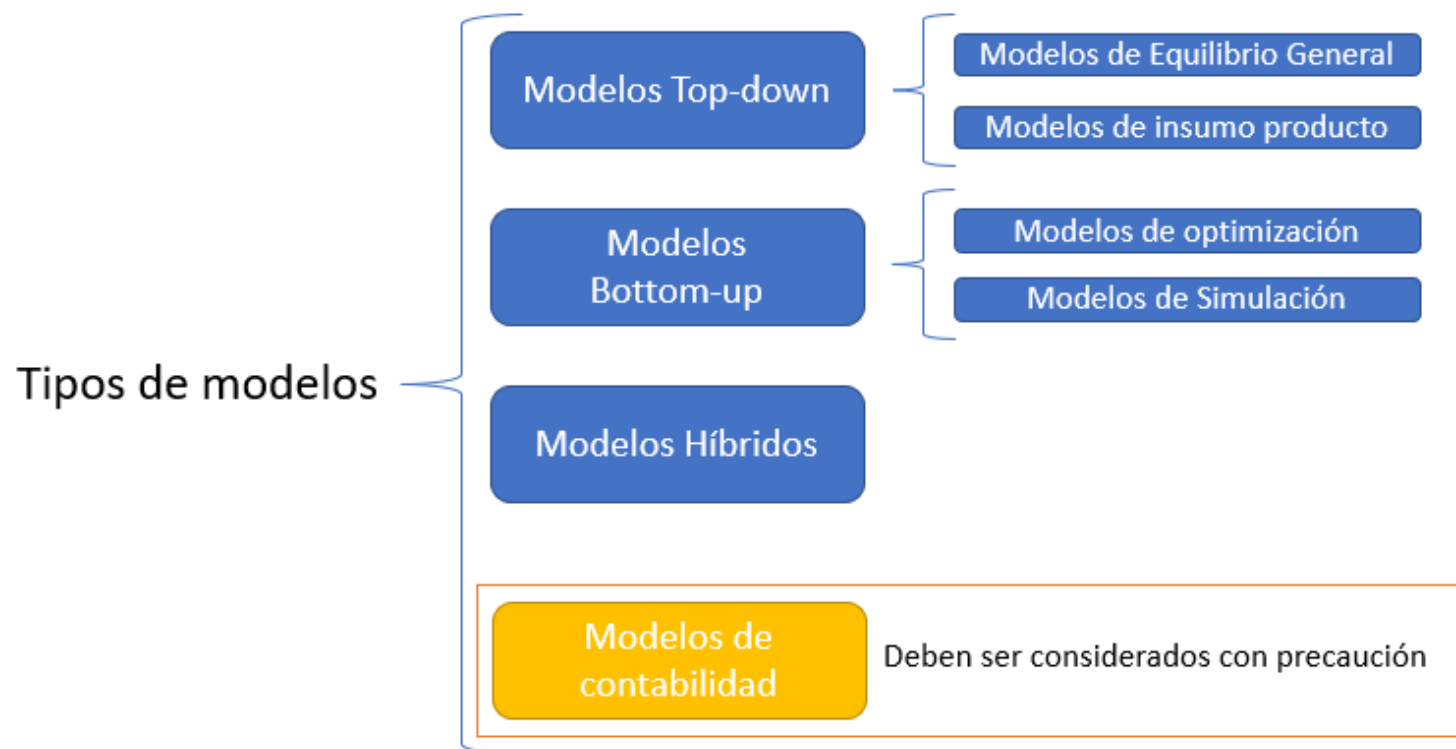 Tipos de modelos
Modelos Top-down
Modelos de Equilibrio General
Modelos de insumo producto
Modelos
Bottom-up
Modelos de optimización
Modelos de Simulación
Modelos Híbridos
Modelos de
contabilidad
Deben ser considerados con precaución